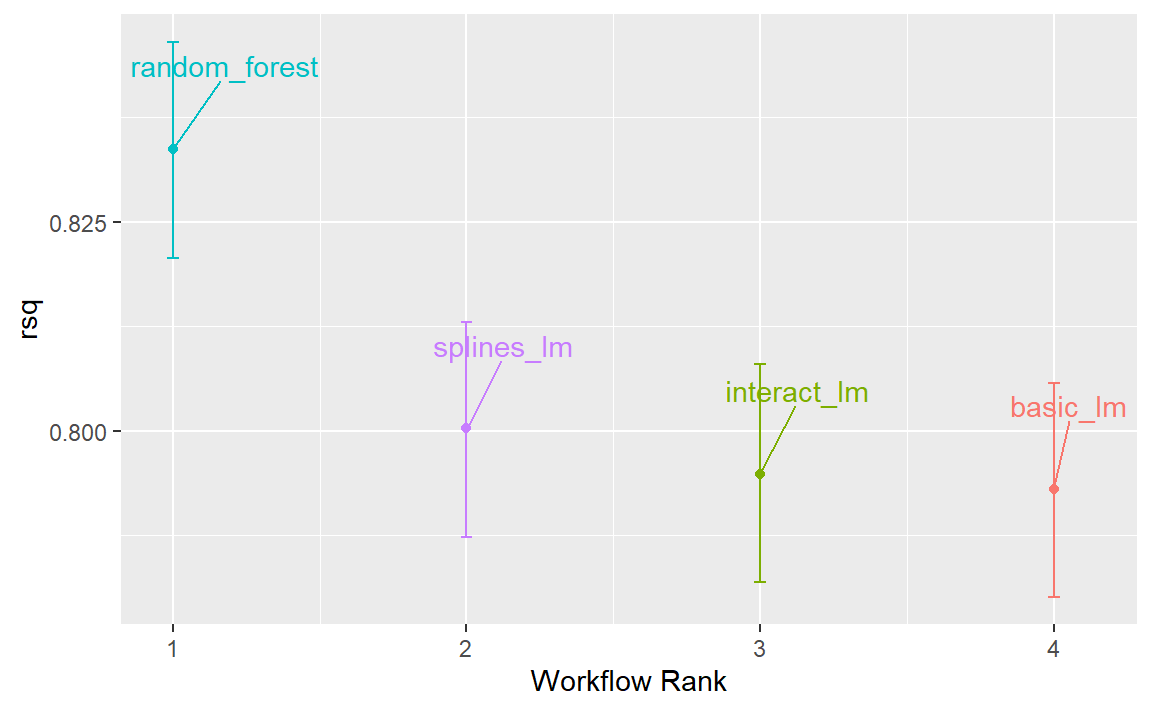 random_forest
0.825
rsq
splines_lm
interact_lm
basic_lm
0.800
1
2
3
4
Workflow Rank